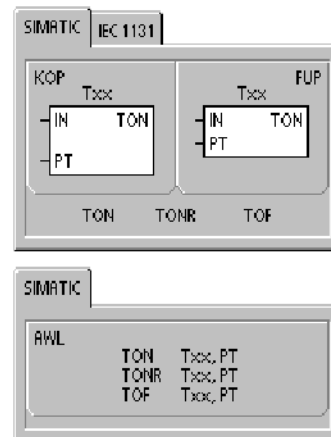 SIMATIC IEC 1131
KOP FUP
Txx Txx
IN TON IN TON
PT PT
TON TONR TOF
SIMATIC
AWL
TON Txx, PT
TONR Txx, PT
TOF Txx, PT